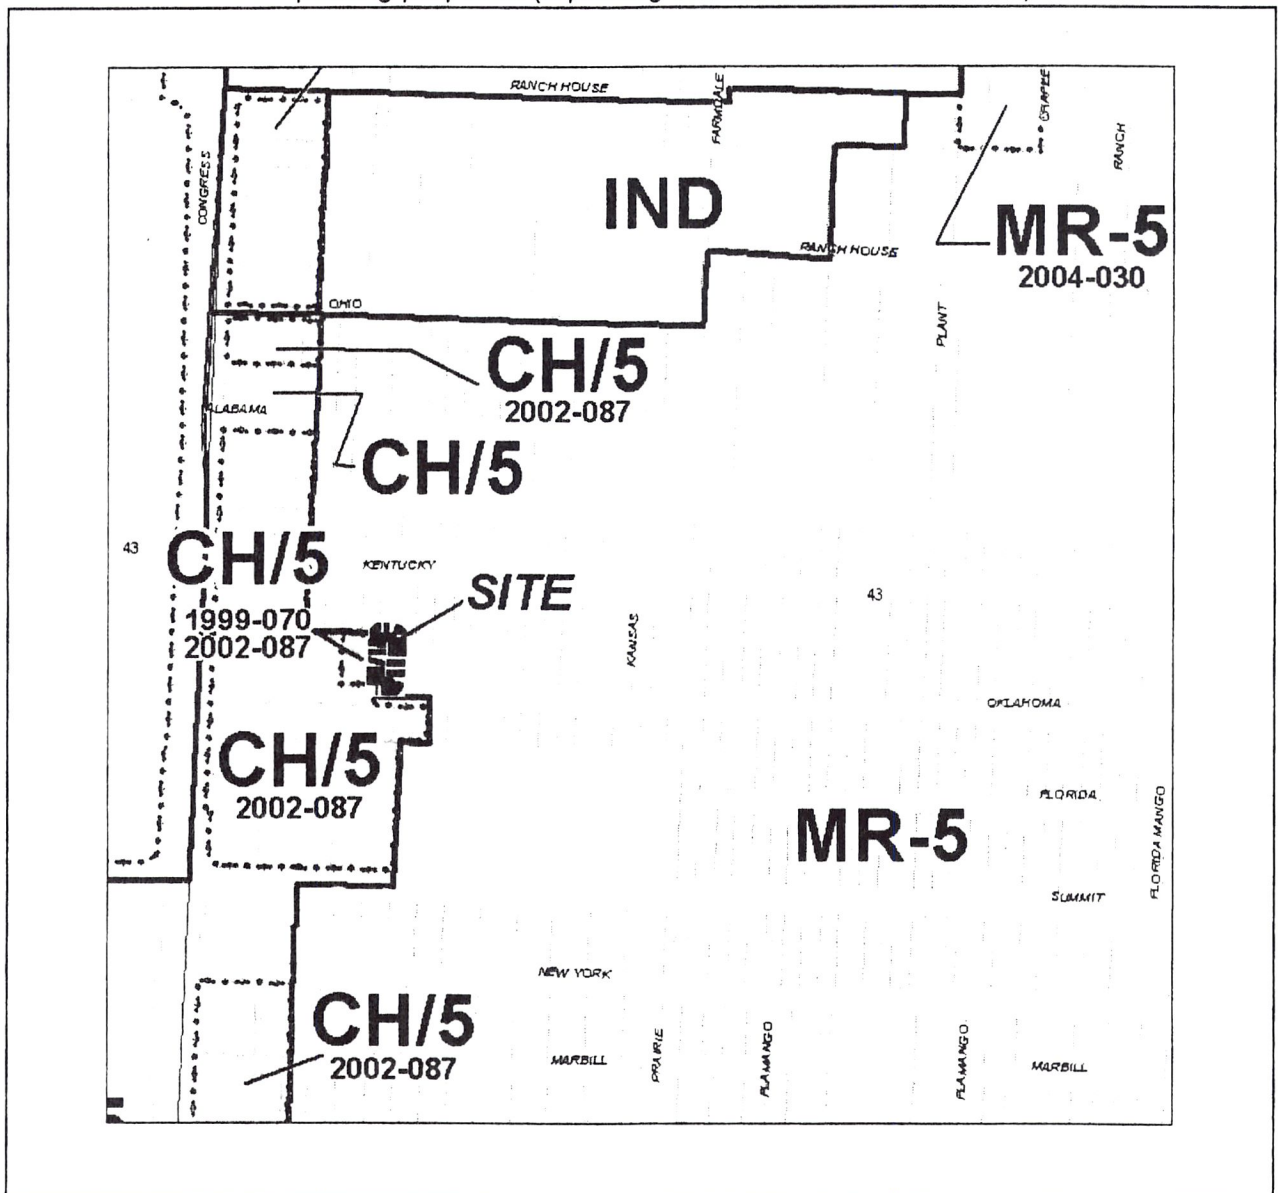 RANCH HOUSE
FARMDALE
RANCH
CONGRESS
IND
MR-5
2004-030
RANCH HOUSE
OHIO
PLANT
CH/5
2002-087
ALABAMA
CH/5
43
CH/5
KENTUCKY
SITE
43
1999-070
2002-087
KANSAS
OKLAHOMA
CH/5
2002-087
FLORIDA
MR-5
FLORIDA MANGO
SUMMIT
NEW YORK
CH/5
2002-087
MARBILL
PRAIRIE
FLAMANGO
FLAMANGO
MARBILL